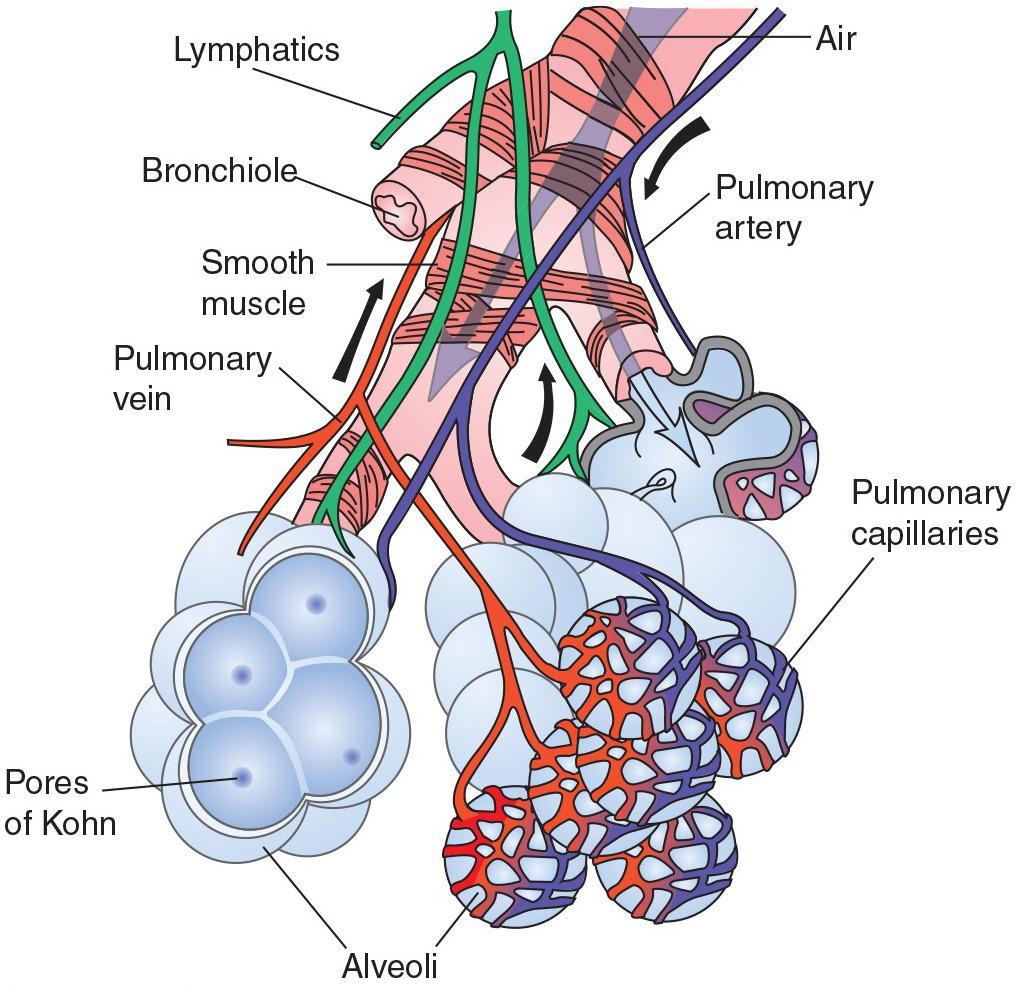 Lymphatics
Air
Bronchiole
Pulmonary
artery
Smooth
muscle
Pulmonary
vein
Pulmonary
capillaries
Pores
of Kohn
Alveoli